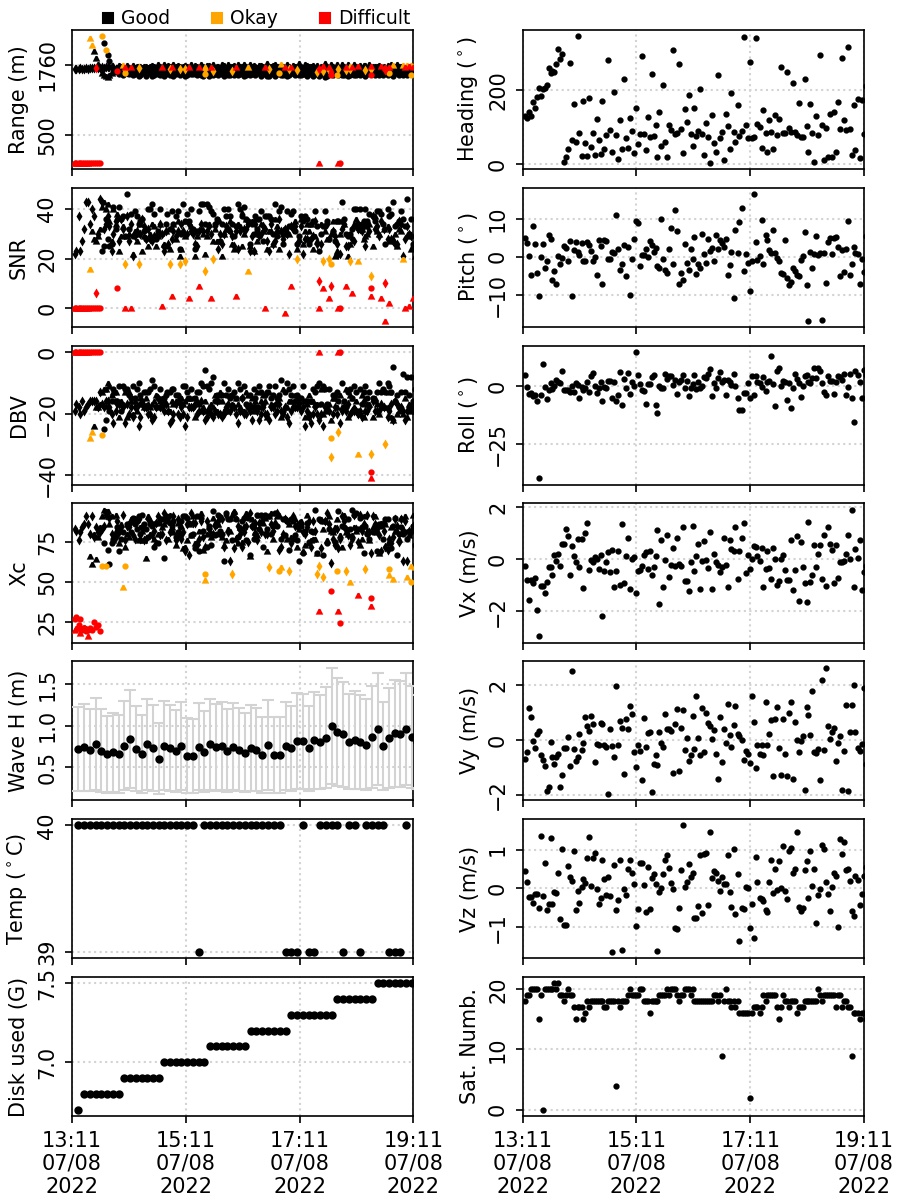 Good Okay Difficult
Range (m)
1760
500
Heading (°)
200
0
SNR
40
20
0
Pitch (°)
10
0
−10
DBV
0
−20
−40
Roll (°)
0
−25
Xc
75
50
25
Vx (m/s)
2
0
−2
Wave H (m)
1.5
1.0
0.5
Vy (m/s)
2
0
−2
Temp (°C)
40
39
Vz (m/s)
1
0
−1
Disk used (G)
7.5
7.0
Sat. Numb.
20
10
0
13:11 15:11 17:11 19:11 13:11 15:11 17:11 19:11
07/08 07/08 07/08 07/08 07/08 07/08 07/08 07/08
2022 2022 2022 2022 2022 2022 2022 2022